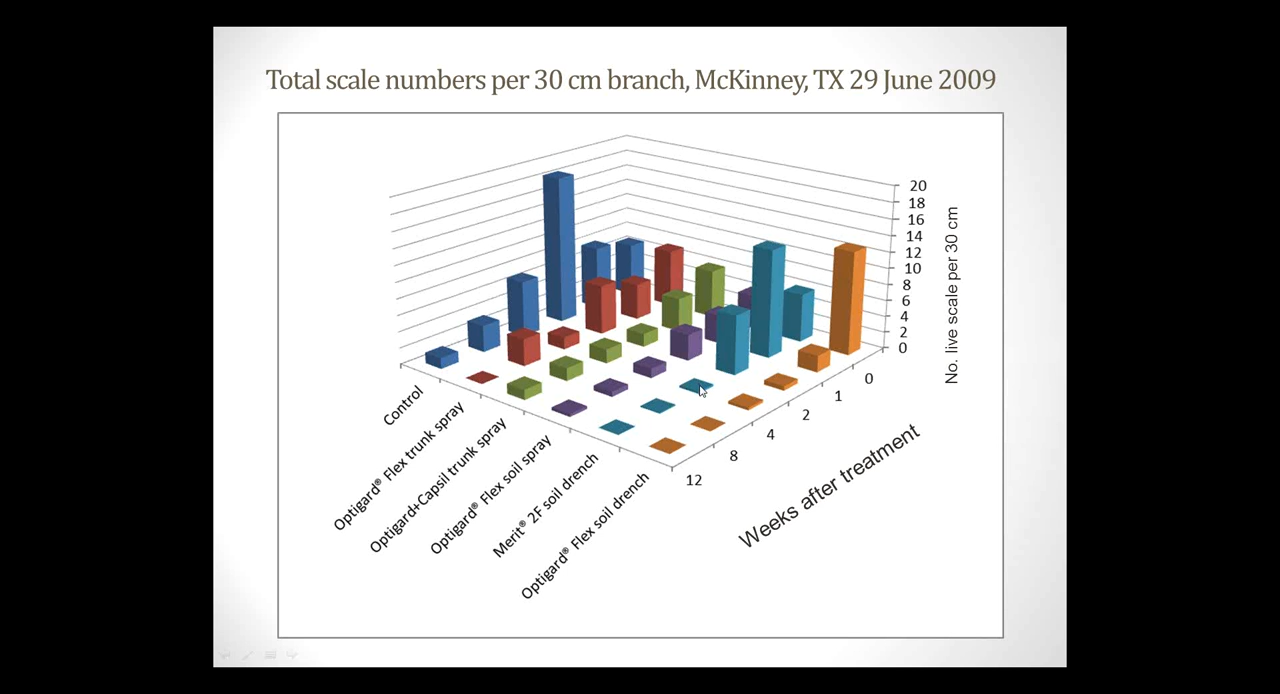 Total scale numbers per 30 cm branch, McKinney, TX 29 June 2009
20
18
16
14
12
10
8
6
4
2
0
No. live scale per 30 cm
0
1
2
4
8
12
Weeks after treatment
Control
Optigard® Flex trunk spray
Optigard+Capsil trunk spray
Optigard® Flex soil spray
Merit® 2F soil drench
Optigard® Flex soil drench